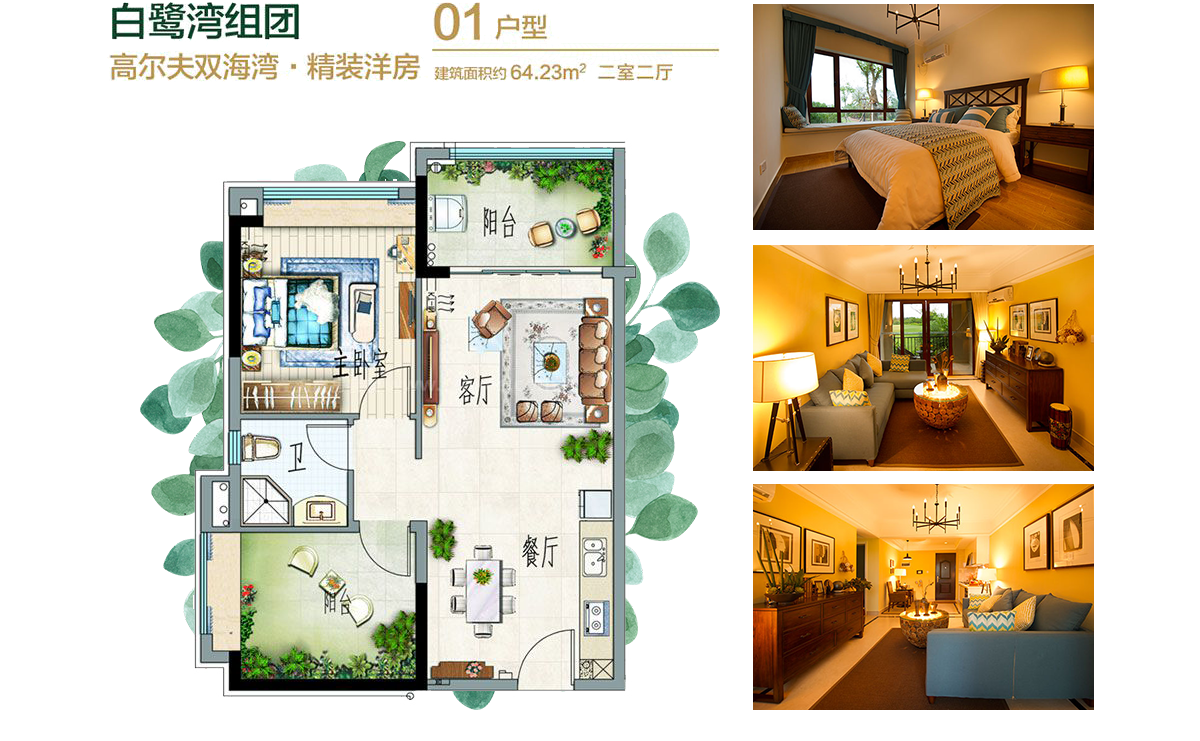 白鹭湾组团
高尔夫双海湾·精装洋房
01 户型
建筑面积约 64.23m² 二室二厅
阳台
主卧室
客厅
卫
餐厅
阳台